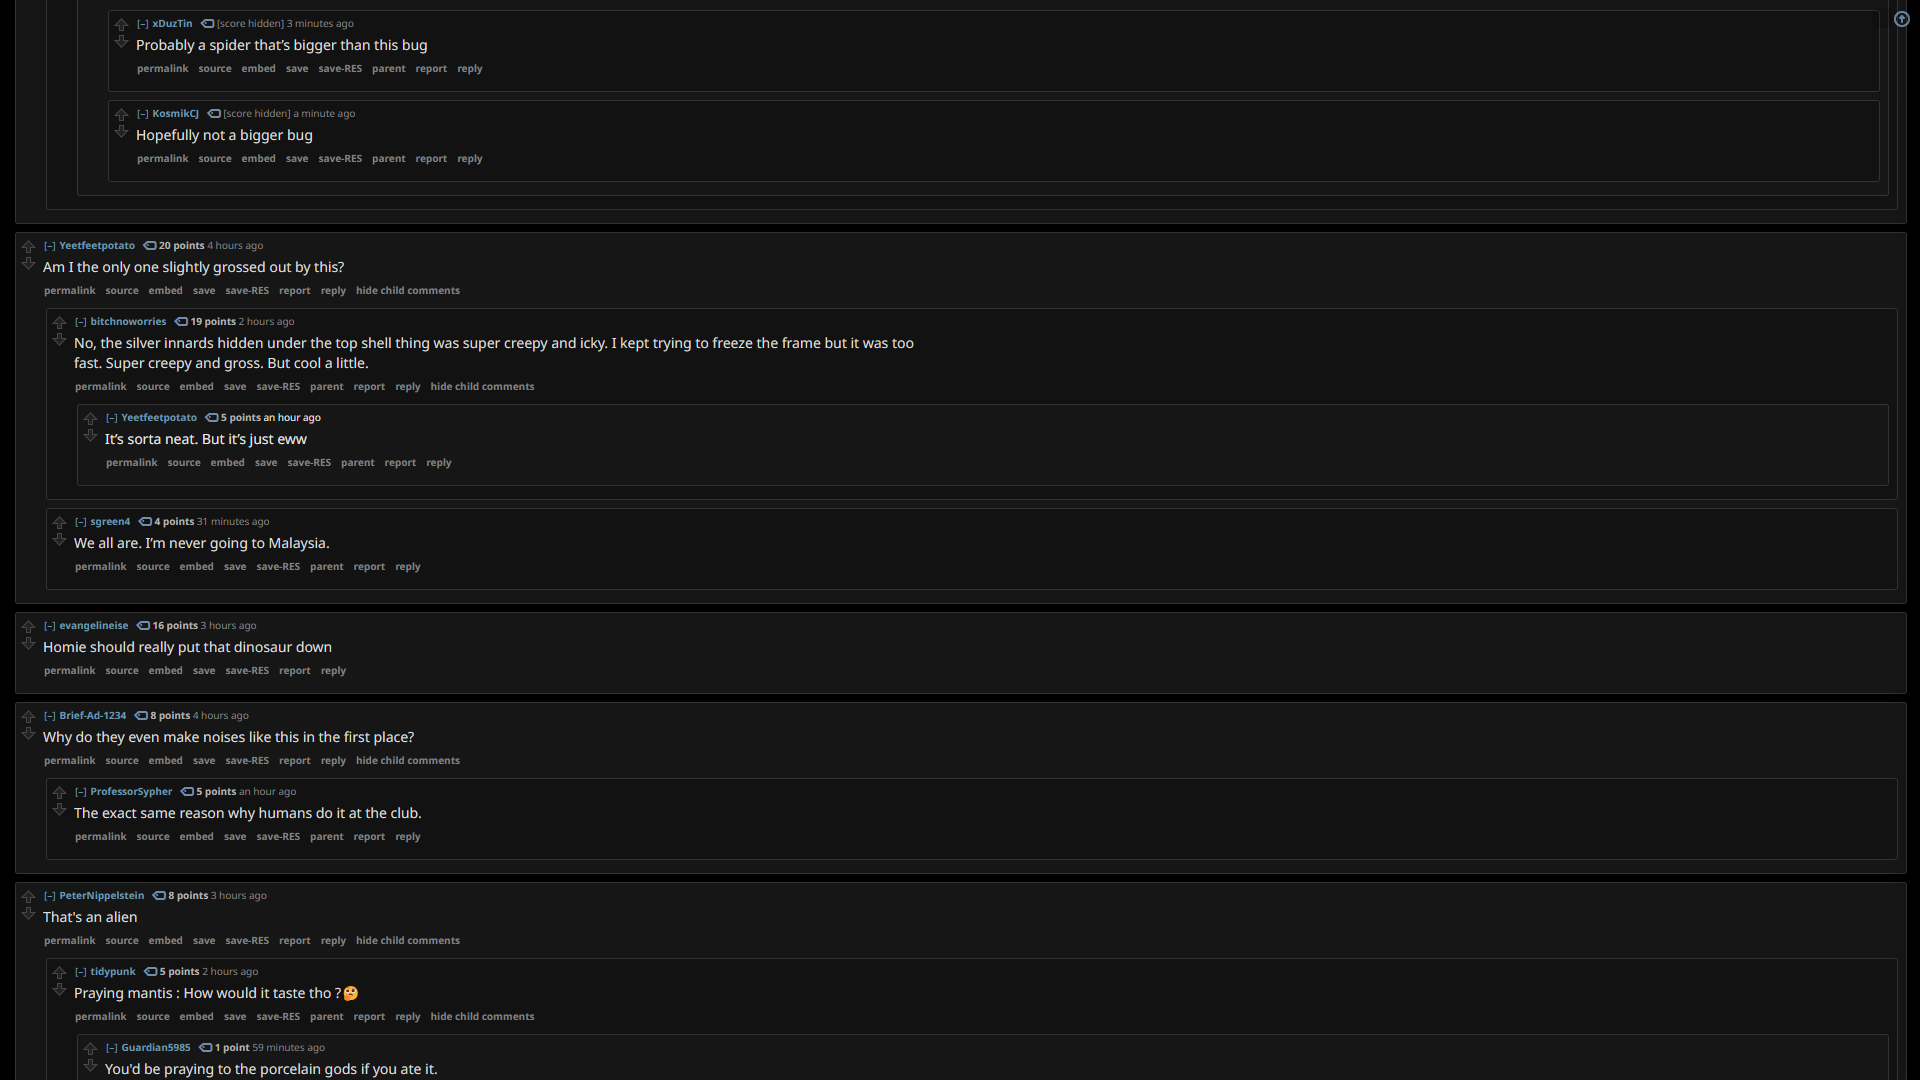 [–] xDuzTin [score hidden] 3 minutes ago
Probably a spider that’s bigger than this bug
permalink source embed save save-RES parent report reply
[–] KosmikCJ [score hidden] a minute ago
Hopefully not a bigger bug
permalink source embed save save-RES parent report reply
[–] Yeetfeetpotato 20 points 4 hours ago
Am I the only one slightly grossed out by this?
permalink source embed save save-RES report reply hide child comments
[–] bitchnoworries 19 points 2 hours ago
No, the silver innards hidden under the top shell thing was super creepy and icky. I kept trying to freeze the frame but it was too
fast. Super creepy and gross. But cool a little.
permalink source embed save save-RES parent report reply hide child comments
[–] Yeetfeetpotato 5 points an hour ago
It’s sorta neat. But it’s just eww
permalink source embed save save-RES parent report reply
[–] sgreen4 4 points 31 minutes ago
We all are. I’m never going to Malaysia.
permalink source embed save save-RES parent report reply
[–] evangelineise 16 points 3 hours ago
Homie should really put that dinosaur down
permalink source embed save save-RES report reply
[–] Brief-Ad-1234 8 points 4 hours ago
Why do they even make noises like this in the first place?
permalink source embed save save-RES report reply hide child comments
[–] ProfessorSypher 5 points an hour ago
The exact same reason why humans do it at the club.
permalink source embed save save-RES parent report reply
[–] PeterNippelstein 8 points 3 hours ago
That's an alien
permalink source embed save save-RES report reply hide child comments
[–] tidypunk 5 points 2 hours ago
Praying mantis : How would it taste tho ?🤔
permalink source embed save save-RES parent report reply hide child comments
[–] Guardian5985 1 point 59 minutes ago
You'd be praying to the porcelain gods if you ate it.